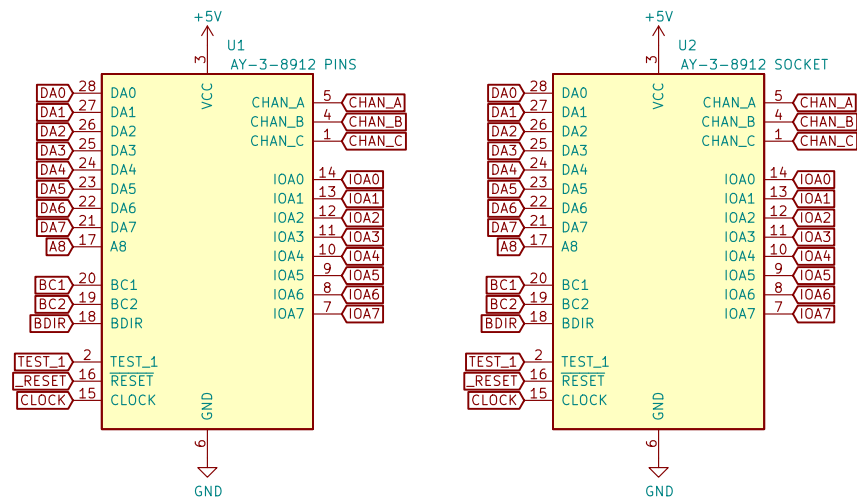 +5V
U1
AY-3-8912 PINS
3
VCC
DA0 28 DA0
DA1 27 DA1
DA2 26 DA2
DA3 25 DA3
DA4 24 DA4
DA5 23 DA5
DA6 22 DA6
DA7 21 DA7
A8 17 A8
BC1 20 BC1
BC2 19 BC2
BDIR 18 BDIR
TEST_1 2 TEST_1
_RESET 16 RESET
CLOCK 15 CLOCK
CHAN_A 5 CHAN_A
CHAN_B 4 CHAN_B
CHAN_C 1 CHAN_C
IOA0 14 IOA0
IOA1 13 IOA1
IOA2 12 IOA2
IOA3 11 IOA3
IOA4 10 IOA4
IOA5 9 IOA5
IOA6 8 IOA6
IOA7 7 IOA7
GND
6
GND
+5V
U2
AY-3-8912 SOCKET
3
VCC
DA0 28 DA0
DA1 27 DA1
DA2 26 DA2
DA3 25 DA3
DA4 24 DA4
DA5 23 DA5
DA6 22 DA6
DA7 21 DA7
A8 17 A8
BC1 20 BC1
BC2 19 BC2
BDIR 18 BDIR
TEST_1 2 TEST_1
_RESET 16 RESET
CLOCK 15 CLOCK
CHAN_A 5 CHAN_A
CHAN_B 4 CHAN_B
CHAN_C 1 CHAN_C
IOA0 14 IOA0
IOA1 13 IOA1
IOA2 12 IOA2
IOA3 11 IOA3
IOA4 10 IOA4
IOA5 9 IOA5
IOA6 8 IOA6
IOA7 7 IOA7
GND
6
GND